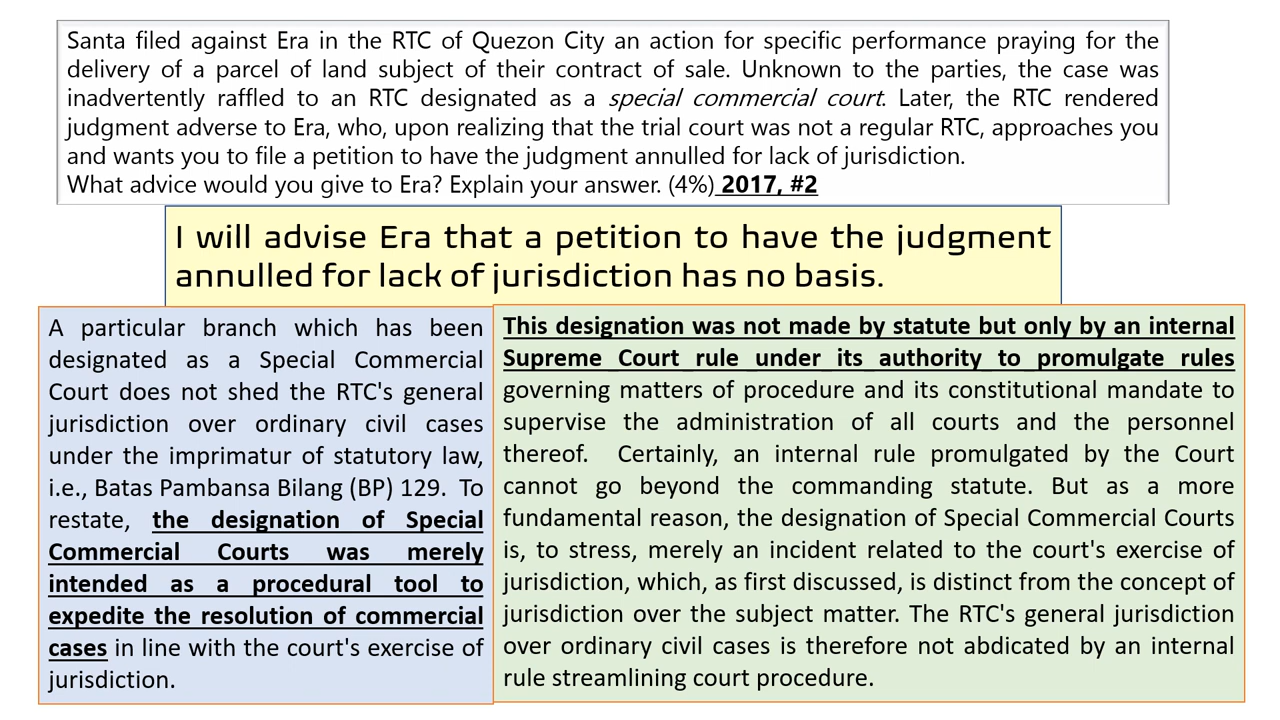 Santa filed against Era in the RTC of Quezon City an action for specific performance praying for the
delivery of a parcel of land subject of their contract of sale. Unknown to the parties, the case was
inadvertently raffled to an RTC designated as a special commercial court. Later, the RTC rendered
judgment adverse to Era, who, upon realizing that the trial court was not a regular RTC, approaches you
and wants you to file a petition to have the judgment annulled for lack of jurisdiction.
What advice would you give to Era? Explain your answer. (4%) 2017, #2
I will advise Era that a petition to have the judgment
annulled for lack of jurisdiction has no basis.
A particular branch which has been
designated as a Special Commercial
Court does not shed the RTC's general
jurisdiction over ordinary civil cases
under the imprimatur of statutory law,
i.e., Batas Pambansa Bilang (BP) 129. To
restate, the designation of Special
Commercial Courts was merely
intended as a procedural tool to
expedite the resolution of commercial
cases in line with the court's exercise of
jurisdiction.
This designation was not made by statute but only by an internal
Supreme Court rule under its authority to promulgate rules
governing matters of procedure and its constitutional mandate to
supervise the administration of all courts and the personnel
thereof. Certainly, an internal rule promulgated by the Court
cannot go beyond the commanding statute. But as a more
fundamental reason, the designation of Special Commercial Courts
is, to stress, merely an incident related to the court's exercise of
jurisdiction, which, as first discussed, is distinct from the concept of
jurisdiction over the subject matter. The RTC's general jurisdiction
over ordinary civil cases is therefore not abdicated by an internal
rule streamlining court procedure.